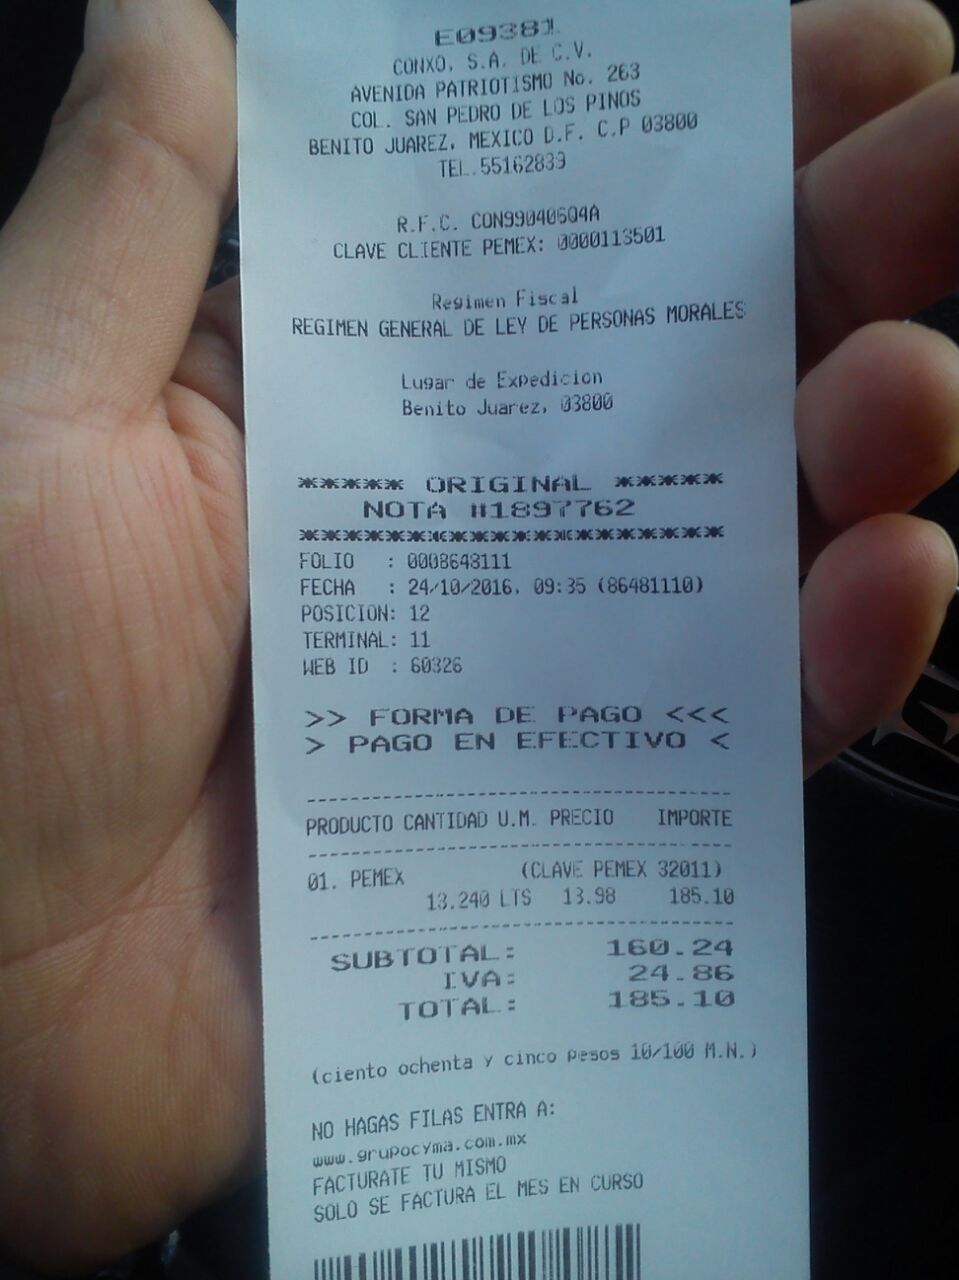 E09381
CONXO, S.A. DE C.V.
AVENIDA PATRIOTISMO No. 263
COL. SAN PEDRO DE LOS PINOS
BENITO JUAREZ, MEXICO D.F. C.P 03800
TEL.55162839
R.F.C. CON990406Q4A
CLAVE CLIENTE PEMEX: 0000113501
Regimen Fiscal
REGIMEN GENERAL DE LEY DE PERSONAS MORALES
Lugar de Expedicion
Benito Juarez, 03800
***** ORIGINAL *****
NOTA #1897762
********************
FOLIO : 0008648111
FECHA : 24/10/2016, 09:35 (86481110)
POSICION: 12
TERMINAL: 11
WEB ID : 60326
>> FORMA DE PAGO <<<
> PAGO EN EFECTIVO <
PRODUCTO CANTIDAD U.M. PRECIO IMPORTE
01. PEMEX (CLAVE PEMEX 32011)
13.240 LTS 13.98 185.10
SUBTOTAL: 160.24
IVA: 24.86
TOTAL: 185.10
(ciento ochenta y cinco pesos 10/100 M.N.)
NO HAGAS FILAS ENTRA A:
www.grupocyma.com.mx
FACTURATE TU MISMO
SOLO SE FACTURA EL MES EN CURSO